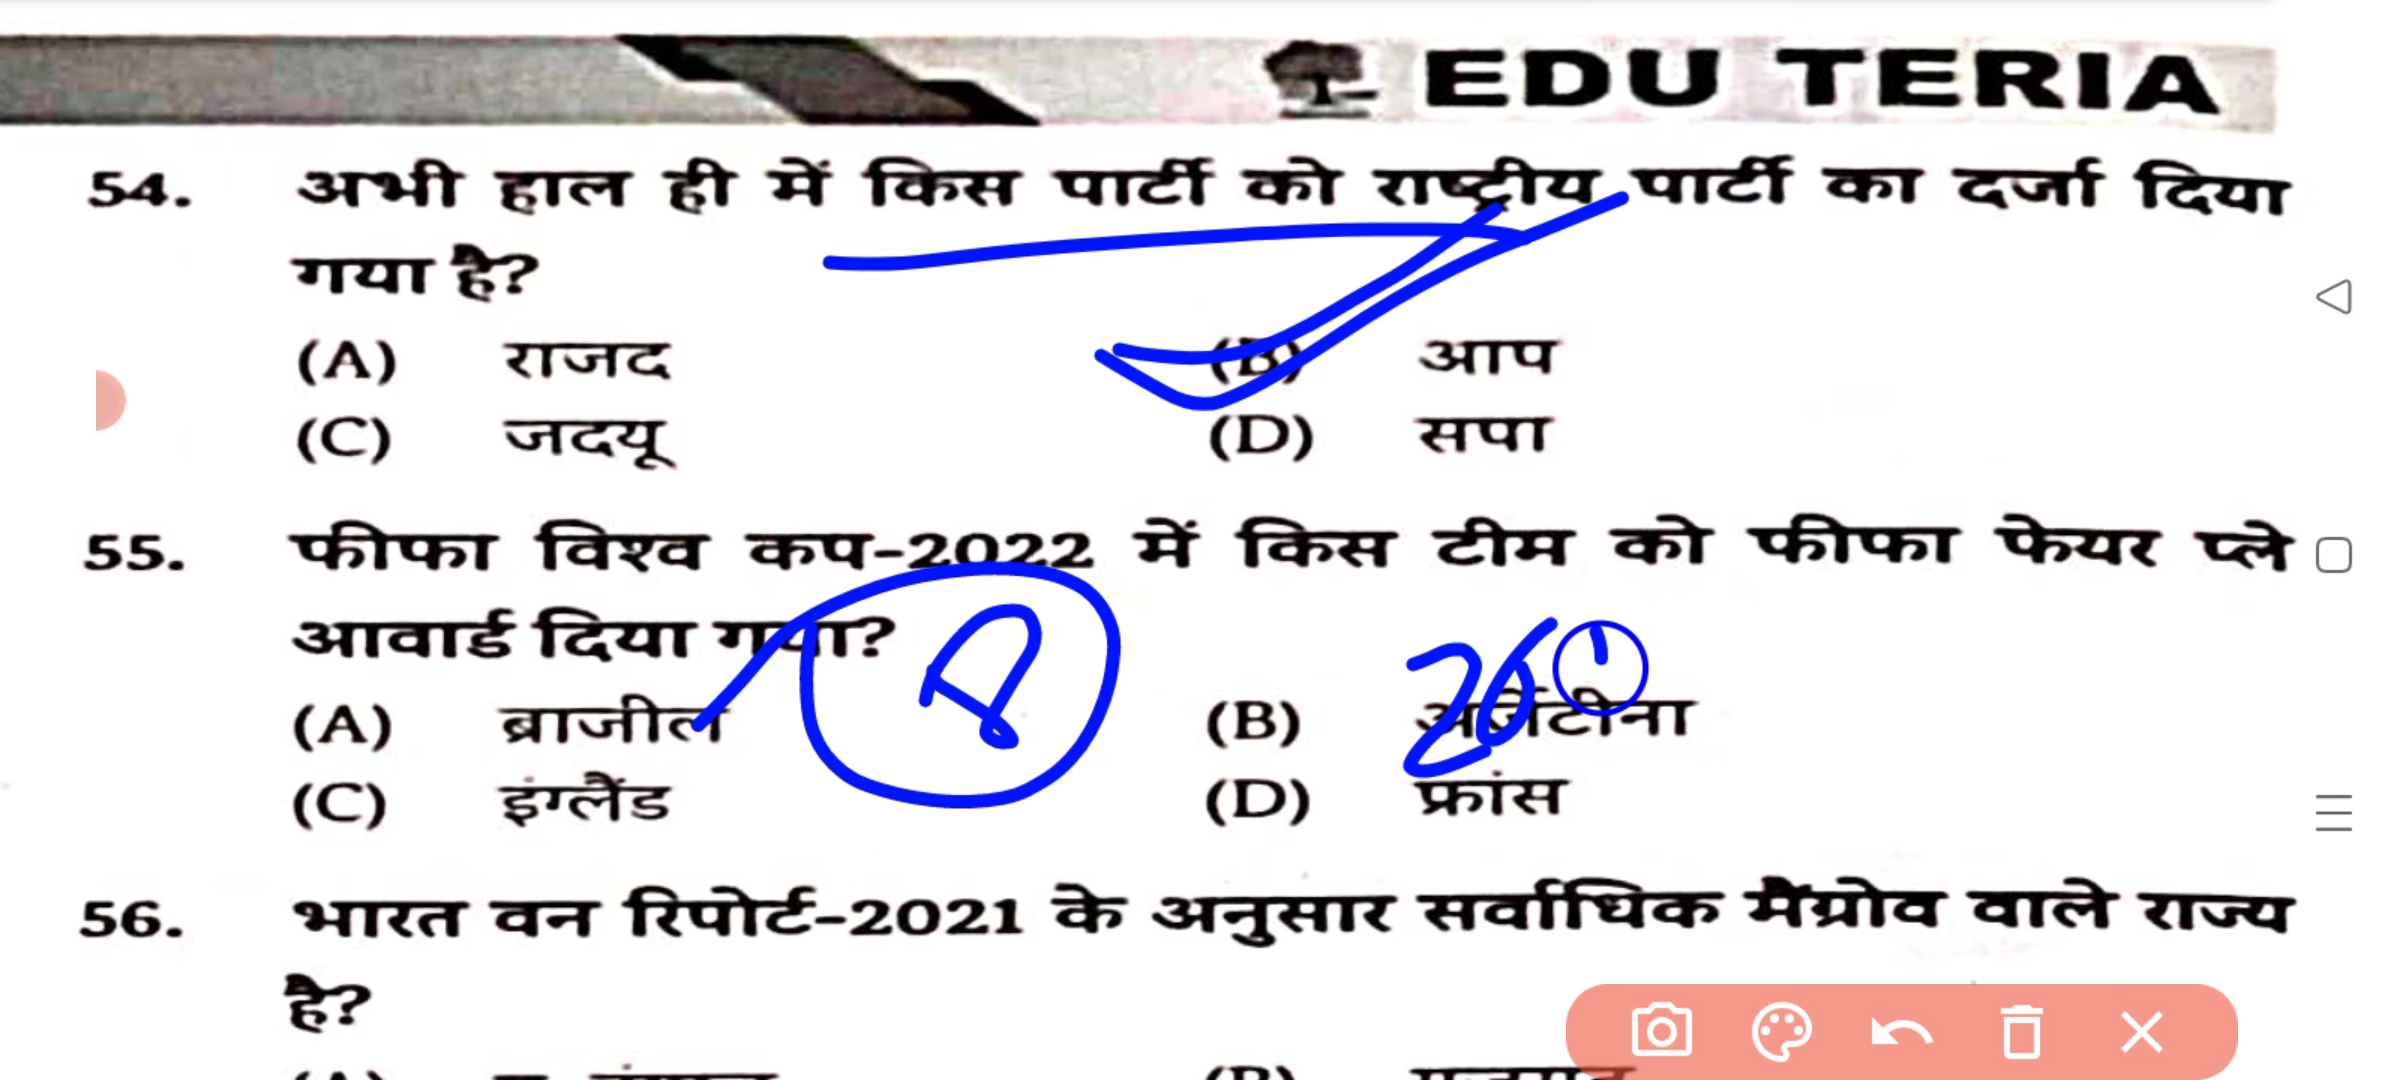 EDU TERIA
54. अभी हाल ही में किस पार्टी को राष्ट्रीय पार्टी का दर्जा दिया
गया है?
(A) राजद (B) आप
(C) जदयू (D) सपा
55. फीफा विश्व कप-2022 में किस टीम को फीफा फेयर प्ले
आवार्ड दिया गया?
(A) ब्राजील (B) अर्जेंटीना
(C) इंग्लैंड (D) फ्रांस
56. भारत वन रिपोर्ट-2021 के अनुसार सर्वाधिक मैंग्रोव वाले राज्य
है?